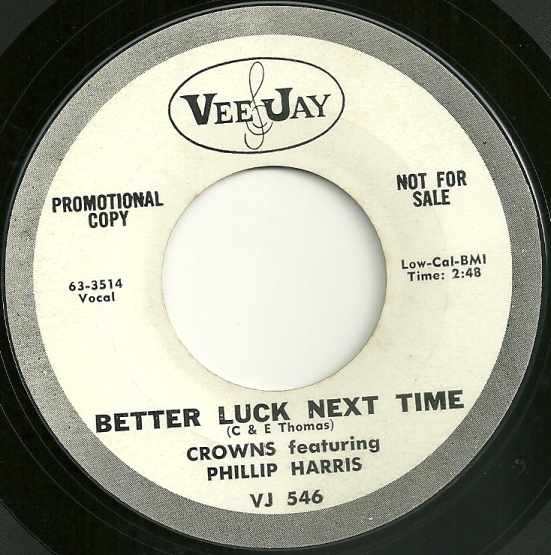 VEE JAY
PROMOTIONAL
COPY
NOT FOR
SALE
63-3514
Vocal
Low-Cal-BMI
Time: 2:48
BETTER LUCK NEXT TIME
(C & E Thomas)
CROWNS featuring
PHILLIP HARRIS
VJ 546